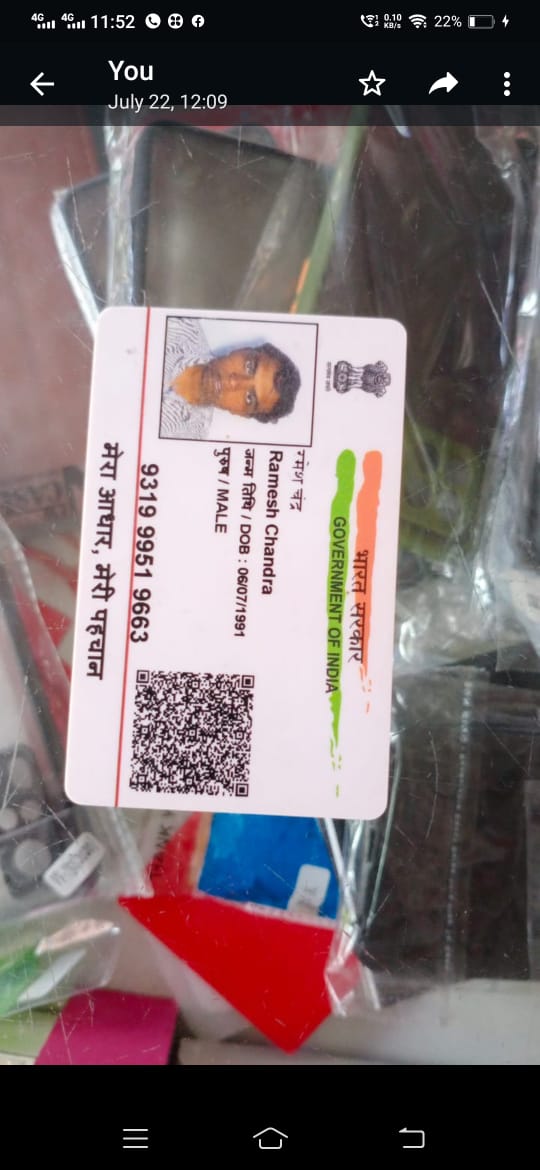 4G 4G 11:52 0.10 KB/s 22%
You
July 22, 12:09
भारत सरकार
GOVERNMENT OF INDIA
रमेश चंद्र
Ramesh Chandra
जन्म तिथि / DOB : 06/07/1991
पुरुष / MALE
9319 9951 9663
मेरा आधार, मेरी पहचान